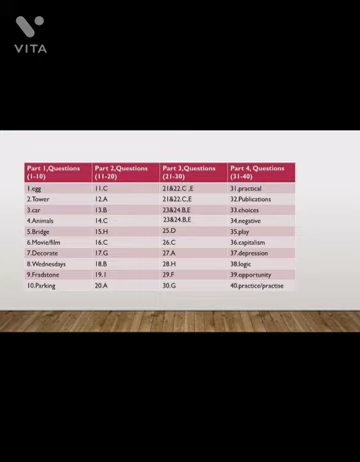 VITA
Part 1,Questions (1-10) Part 2,Questions (11-20) Part 3,Questions (21-30) Part 4, Questions (31-40)
1.egg 11.C 21&22.C ,E 31.practical
2.Tower 12.A 21&22.C,E 32.Publications
3.car 13.B 23&24.B,E 33.choices
4.Animals 14.C 23&24.B,E 34.negative
5.Bridge 15.H 25.D 35.play
6.Movie/film 16.C 26.C 36.capitalism
7.Decorate 17.G 27.A 37.depression
8.Wednesdays 18.B 28.H 38.logic
9.Fradstone 19.I 29.F 39.opportunity
10.Parking 20.A 30.G 40.practice/practise